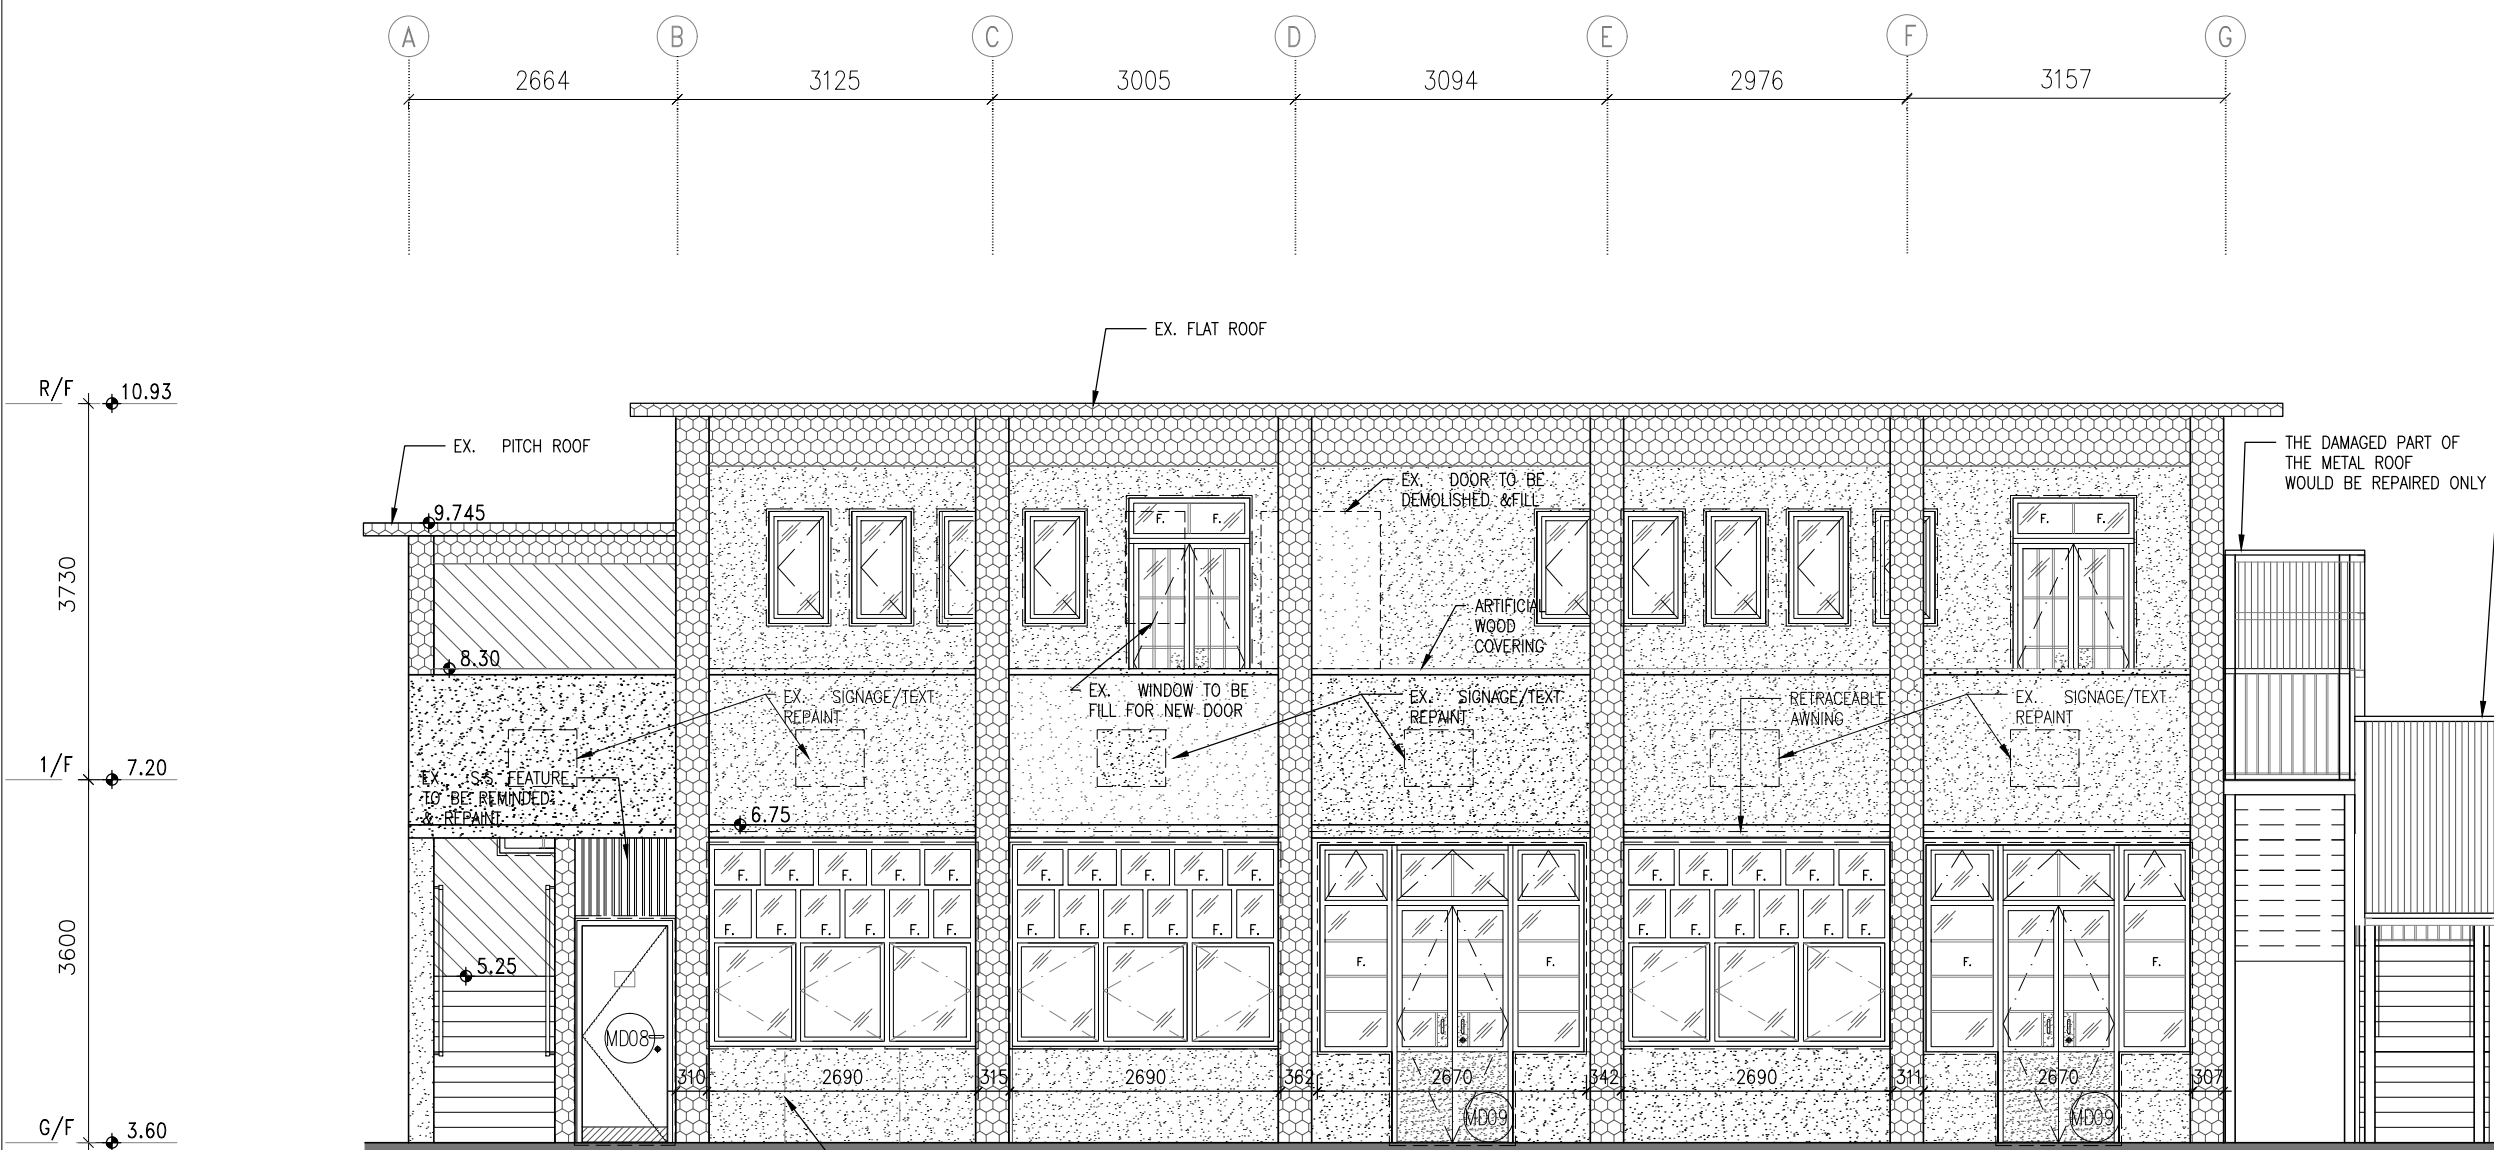 A B C D E F G
2664 3125 3005 3094 2976 3157
EX. FLAT ROOF
R/F 10.93
EX. PITCH ROOF
THE DAMAGED PART OF
THE METAL ROOF
WOULD BE REPAIRED ONLY
9.745
EX. DOOR TO BE
DEMOLISHED &FILL
F. F. F. F.
3730
ARTIFICIAL
WOOD
COVERING
8.30
EX. WINDOW TO BE
FILL FOR NEW DOOR
EX. SIGNAGE/TEXT
REPAINT
EX. SIGNAGE/TEXT
REPAINT
RETRACEABLE
AWNING
EX. SIGNAGE/TEXT
REPAINT
1/F 7.20
EX. S.S. FEATURE
TO BE REMINDED
& REPAINT
6.75
F. F. F. F. F. F. F. F. F. F. F. F. F. F. F.
F. F. F. F. F. F. F. F. F. F. F. F. F. F. F. F. F. F.
3600
5.25
F. F. F. F.
MD08
310 2690 315 2690 362 2670 342 2690 311 2670 307
MD09 MD09
G/F 3.60